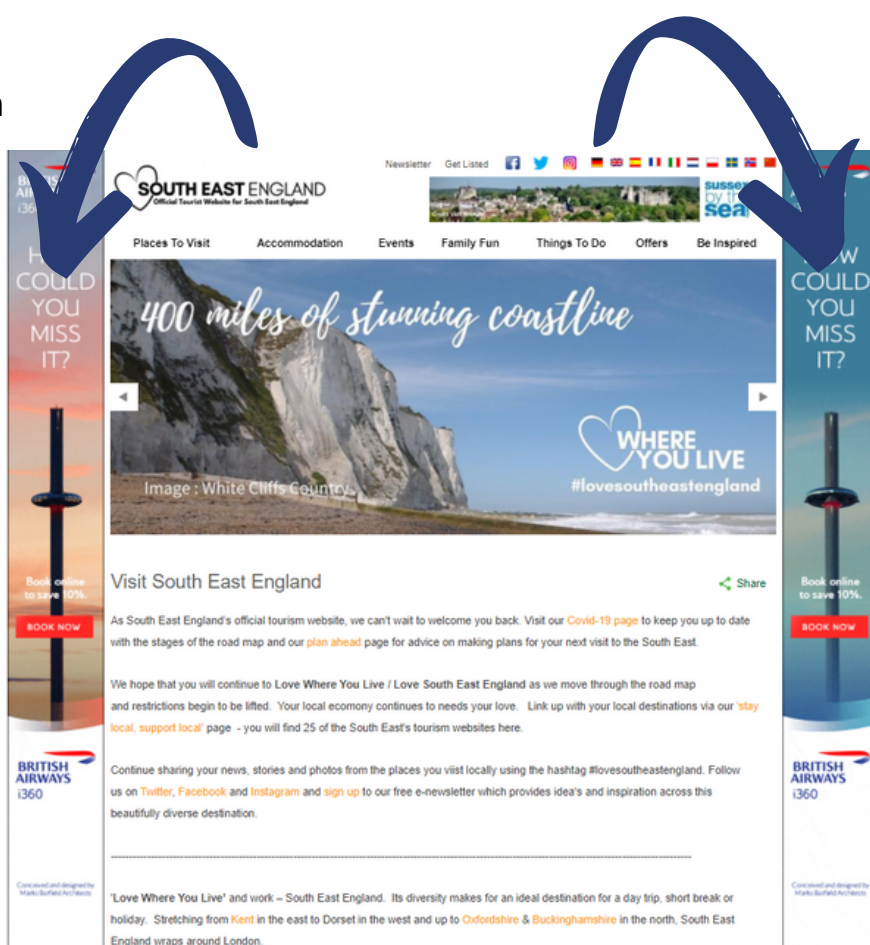 Newsletter Get Listed
SOUTH EAST ENGLAND
Official Tourist Website for South East England
sussex
by the
sea
Places To Visit Accommodation Events Family Fun Things To Do Offers Be Inspired
400 miles of stunning coastline
WHERE
YOU LIVE
#lovesoutheastengland
Image : White Cliffs Country
COULD
YOU
MISS
IT?
Book online
to save 10%.
BOOK NOW
BRITISH
AIRWAYS
i360
Conceived and designed by
Marks Barfield Architects
Visit South East England
Share
As South East England's official tourism website, we can't wait to welcome you back. Visit our Covid-19 page to keep you up to date
with the stages of the road map and our plan ahead page for advice on making plans for your next visit to the South East.
We hope that you will continue to Love Where You Live / Love South East England as we move through the road map
and restrictions begin to be lifted. Your local ecomony continues to needs your love. Link up with your local destinations via our 'stay
local, support local' page - you will find 25 of the South East's tourism websites here.
Continue sharing your news, stories and photos from the places you viist locally using the hashtag #lovesoutheastengland. Follow
us on Twitter, Facebook and Instagram and sign up to our free e-newsletter which provides idea's and inspiration across this
beautifully diverse destination.
'Love Where You Live' and work – South East England. Its diversity makes for an ideal destination for a day trip, short break or
holiday. Stretching from Kent in the east to Dorset in the west and up to Oxfordshire & Buckinghamshire in the north, South East
England wraps around London.
COULD
YOU
MISS
IT?
Book online
to save 10%.
BOOK NOW
BRITISH
AIRWAYS
i360
Conceived and designed by
Marks Barfield Architects